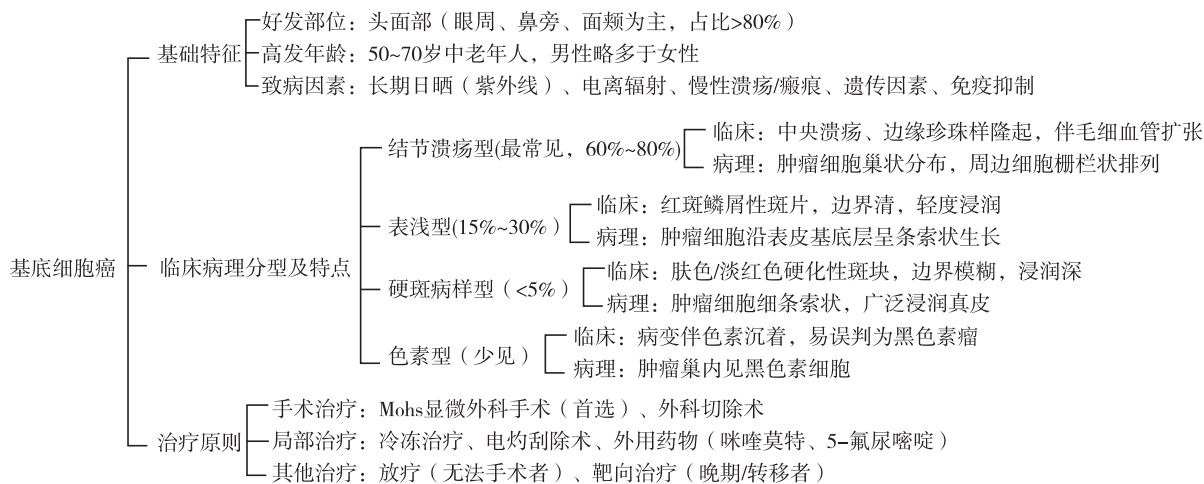 基底细胞癌
基础特征
好发部位：头面部（眼周、鼻旁、面颊为主，占比>80%）
高发年龄：50~70岁中老年人，男性略多于女性
致病因素：长期日晒（紫外线）、电离辐射、慢性溃疡/瘢痕、遗传因素、免疫抑制
临床病理分型及特点
结节溃疡型(最常见，60%~80%)
临床：中央溃疡、边缘珍珠样隆起，伴毛细血管扩张
病理：肿瘤细胞巢状分布，周边细胞栅栏状排列
表浅型(15%~30%）
临床：红斑鳞屑性斑片，边界清，轻度浸润
病理：肿瘤细胞沿表皮基底层呈条索状生长
硬斑病样型（<5%）
临床：肤色/淡红色硬化性斑块，边界模糊，浸润深
病理：肿瘤细胞细条索状，广泛浸润真皮
色素型（少见）
临床：病变伴色素沉着，易误判为黑色素瘤
病理：肿瘤巢内见黑色素细胞
治疗原则
手术治疗：Mohs显微外科手术（首选）、外科切除术
局部治疗：冷冻治疗、电灼刮除术、外用药物（咪喹莫特、5-氟尿嘧啶）
其他治疗：放疗（无法手术者）、靶向治疗（晚期/转移者）